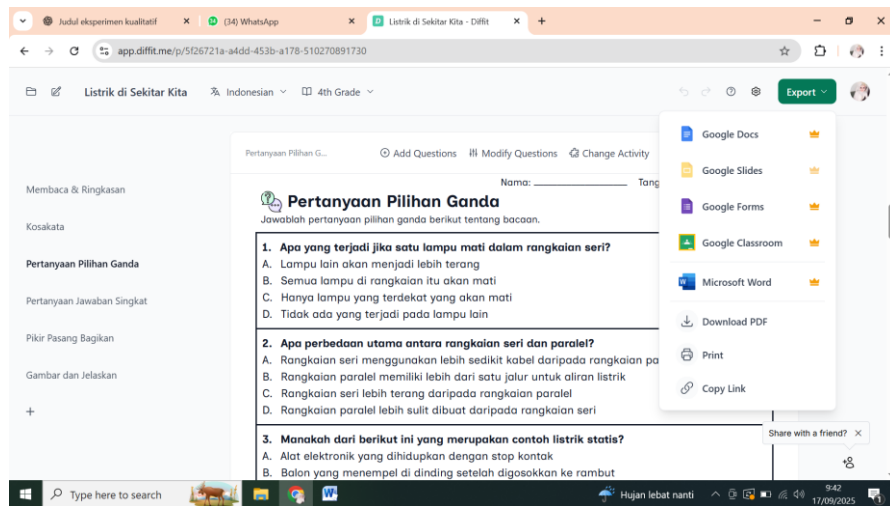 Judul eksperimen kualitatif
(34) WhatsApp
Listrik di Sekitar Kita - Diffit
app.diffit.me/p/5f26721a-a4dd-453b-a178-510270891730
Listrik di Sekitar Kita
Indonesian
4th Grade
Export
Membaca & Ringkasan
Kosakata
Pertanyaan Pilihan Ganda
Pertanyaan Jawaban Singkat
Pikir Pasang Bagikan
Gambar dan Jelaskan
Pertanyaan Pilihan G...
Add Questions
Modify Questions
Change Activity
Nama: Tang
Pertanyaan Pilihan Ganda
Jawablah pertanyaan pilihan ganda berikut tentang bacaan.
1. Apa yang terjadi jika satu lampu mati dalam rangkaian seri?
A. Lampu lain akan menjadi lebih terang
B. Semua lampu di rangkaian itu akan mati
C. Hanya lampu yang terdekat yang akan mati
D. Tidak ada yang terjadi pada lampu lain
2. Apa perbedaan utama antara rangkaian seri dan paralel?
A. Rangkaian seri menggunakan lebih sedikit kabel daripada rangkaian pa
B. Rangkaian paralel memiliki lebih dari satu jalur untuk aliran listrik
C. Rangkaian seri lebih terang daripada rangkaian paralel
D. Rangkaian paralel lebih sulit dibuat daripada rangkaian seri
3. Manakah dari berikut ini yang merupakan contoh listrik statis?
A. Alat elektronik yang dihidupkan dengan stop kontak
B. Balon yang menempel di dinding setelah digosokkan ke rambut
Google Docs
Google Slides
Google Forms
Google Classroom
Microsoft Word
Download PDF
Print
Copy Link
Share with a friend?
Type here to search
Hujan lebat nanti
9:42
17/09/2025